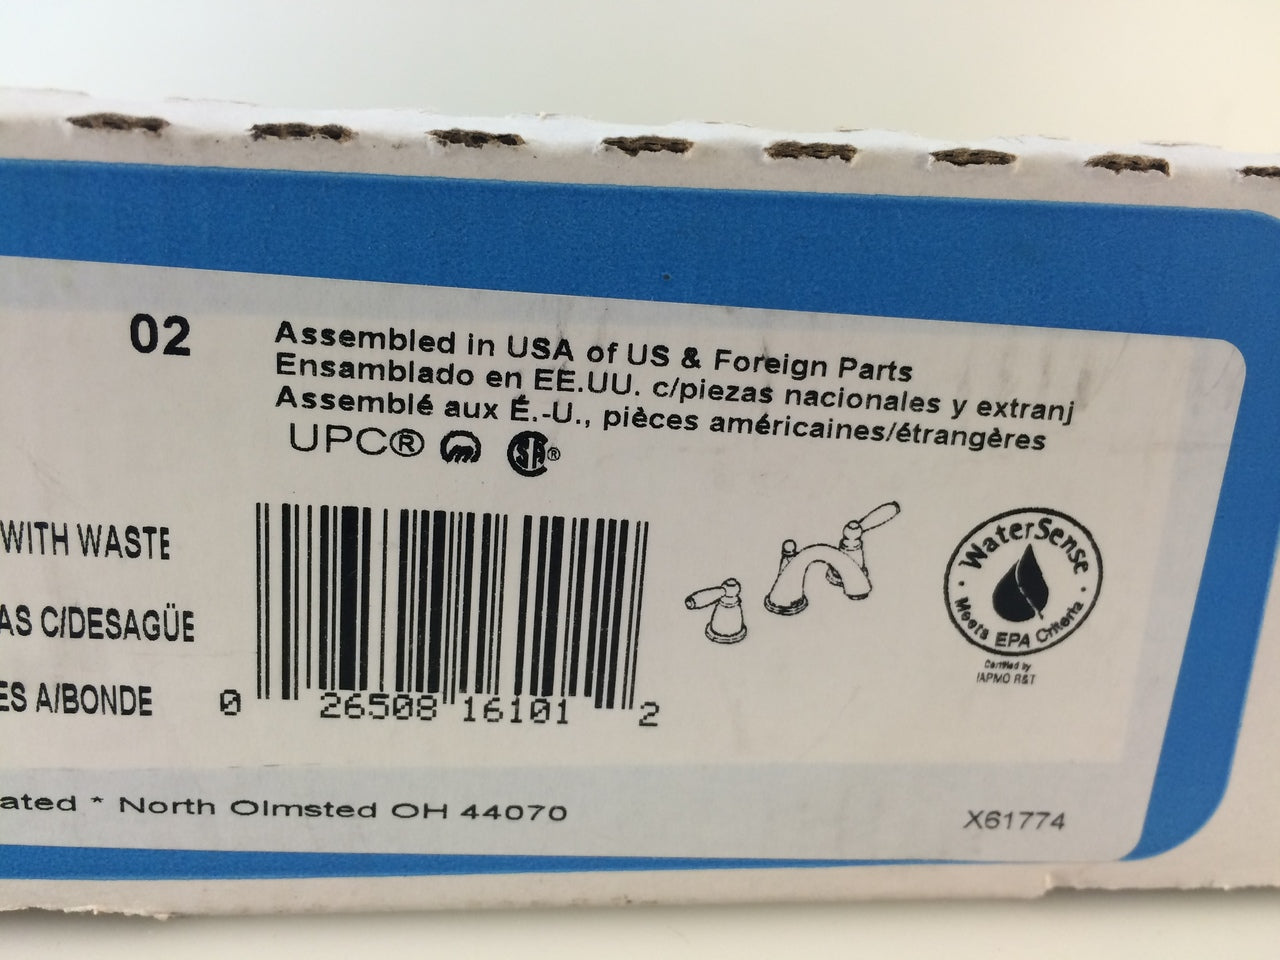 02
Assembled in USA of US & Foreign Parts
Ensamblado en EE.UU. c/piezas nacionales y extranj
Assemblé aux É.-U., pièces américaines/étrangères
UPC® SA®
WITH WASTE
AS C/DESAGÜE
ES A/BONDE
0 26508 16101 2
WaterSense
Meets EPA Criteria
Certified by
IAPMO R&T
ated * North Olmsted OH 44070
X61774